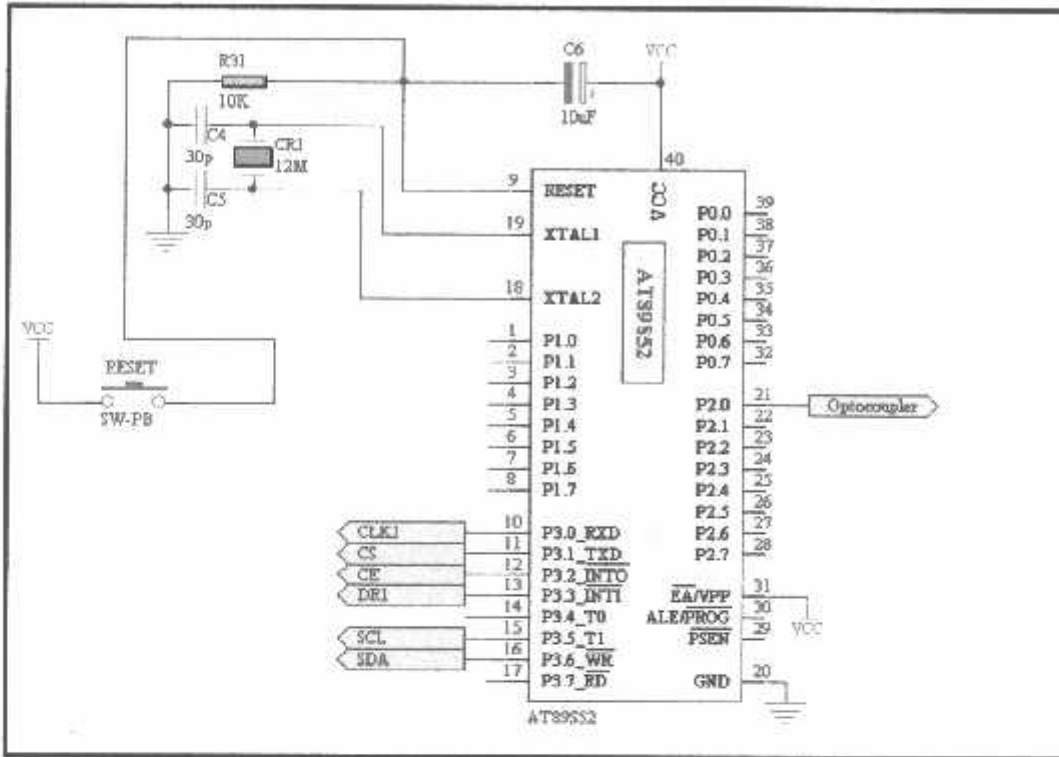 R31
10K
C4
30p
CR1
12M
C5
30p
C6
10uF
VCC
40
VCC
9 RESET
19 XTAL1
18 XTAL2
AT89S52
VCC
RESET
SW-PB
1 P1.0
2 P1.1
3 P1.2
4 P1.3
5 P1.4
6 P1.5
7 P1.6
8 P1.7
CLK1 10 P3.0_RXD
CS 11 P3.1_TXD
CE 12 P3.2_INT0
DR1 13 P3.3_INT1
14 P3.4_T0
SCL 15 P3.5_T1
SDA 16 P3.6_WR
17 P3.7_RD
P0.0 39
P0.1 38
P0.2 37
P0.3 36
P0.4 35
P0.5 34
P0.6 33
P0.7 32
P2.0 21 Optocoupler
P2.1 22
P2.2 23
P2.3 24
P2.4 25
P2.5 26
P2.6 27
P2.7 28
EA/VPP 31
ALE/PROG 30
VCC
PSEN 29
GND 20
AT89S52